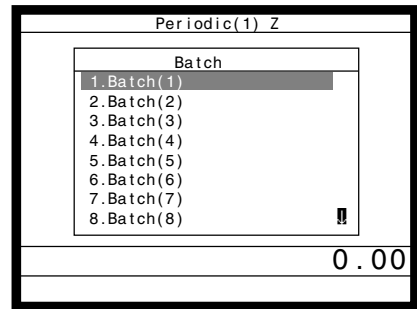 Periodic(1) Z
Batch
1.Batch(1)
2.Batch(2)
3.Batch(3)
4.Batch(4)
5.Batch(5)
6.Batch(6)
7.Batch(7)
8.Batch(8)
0.00